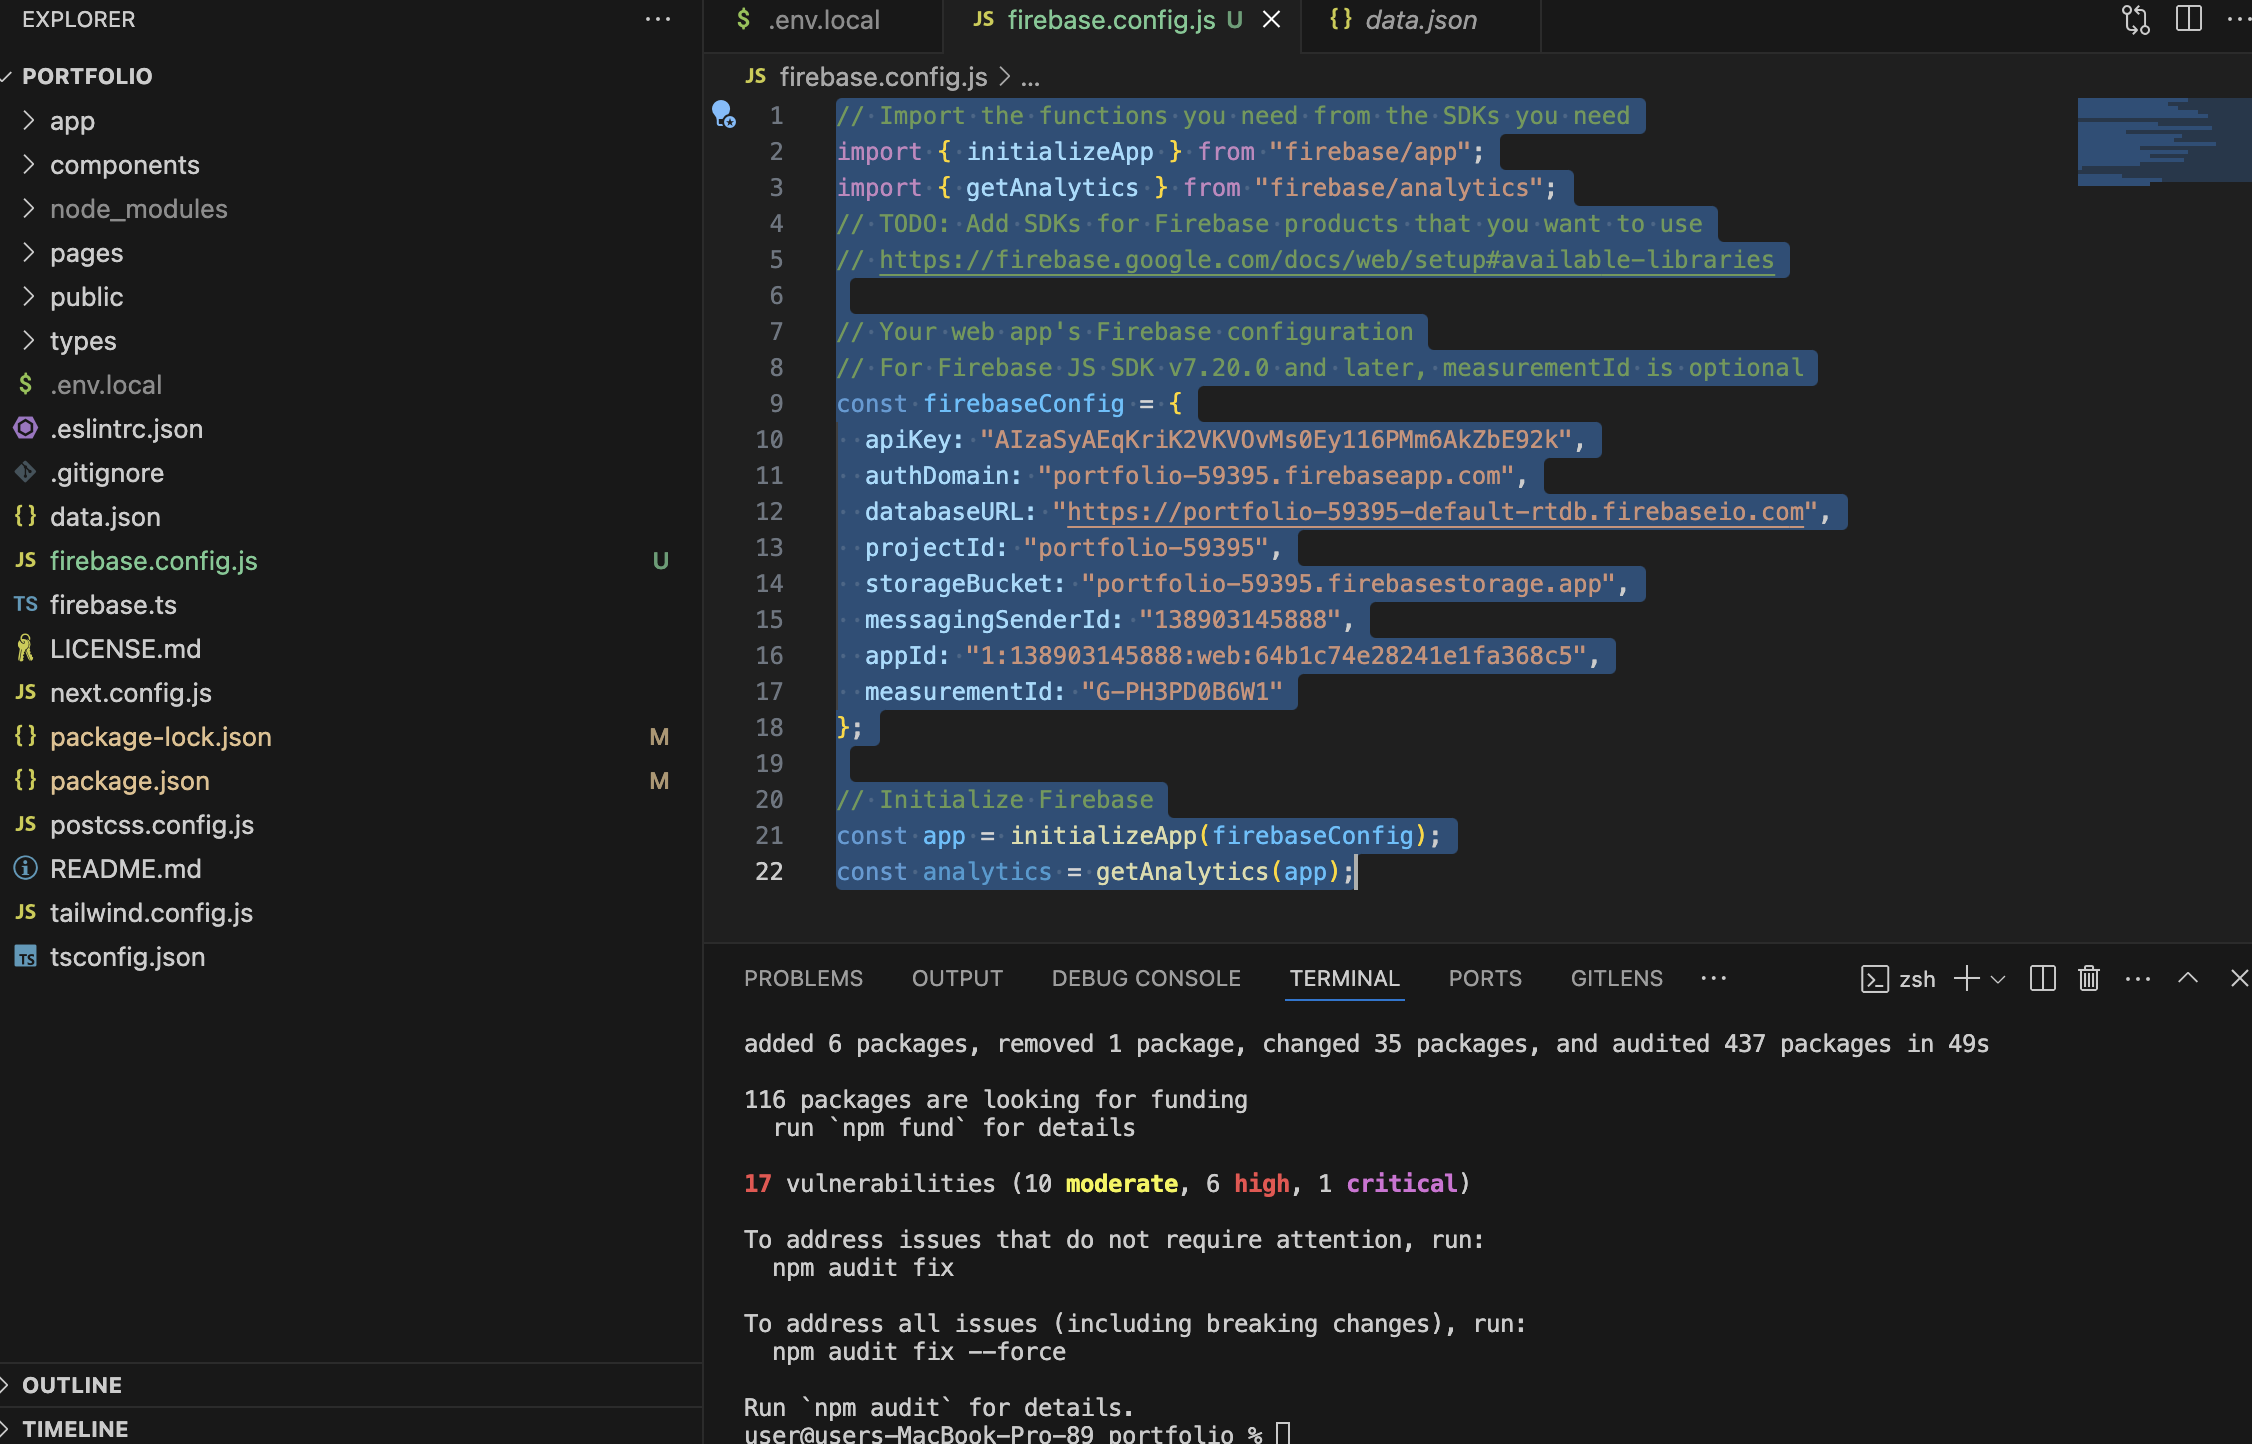 EXPLORER
PORTFOLIO
app
components
node_modules
pages
public
types
.env.local
.eslintrc.json
.gitignore
data.json
firebase.config.js U
firebase.ts
LICENSE.md
next.config.js
package-lock.json M
package.json M
postcss.config.js
README.md
tailwind.config.js
tsconfig.json
OUTLINE
TIMELINE
.env.local
firebase.config.js U
data.json
firebase.config.js > ...
1 // Import the functions you need from the SDKs you need
2 import { initializeApp } from "firebase/app";
3 import { getAnalytics } from "firebase/analytics";
4 // TODO: Add SDKs for Firebase products that you want to use
5 // https://firebase.google.com/docs/web/setup#available-libraries
6
7 // Your web app's Firebase configuration
8 // For Firebase JS SDK v7.20.0 and later, measurementId is optional
9 const firebaseConfig = {
10 apiKey: "AIzaSyAEqKriK2VKVOvMs0Ey116PMm6AkZbE92k",
11 authDomain: "portfolio-59395.firebaseapp.com",
12 databaseURL: "https://portfolio-59395-default-rtdb.firebaseio.com",
13 projectId: "portfolio-59395",
14 storageBucket: "portfolio-59395.firebasestorage.app",
15 messagingSenderId: "138903145888",
16 appId: "1:138903145888:web:64b1c74e28241e1fa368c5",
17 measurementId: "G-PH3PD0B6W1"
18 };
19
20 // Initialize Firebase
21 const app = initializeApp(firebaseConfig);
22 const analytics = getAnalytics(app);
PROBLEMS OUTPUT DEBUG CONSOLE TERMINAL PORTS GITLENS ... zsh
added 6 packages, removed 1 package, changed 35 packages, and audited 437 packages in 49s
116 packages are looking for funding
run `npm fund` for details
17 vulnerabilities (10 moderate, 6 high, 1 critical)
To address issues that do not require attention, run:
npm audit fix
To address all issues (including breaking changes), run:
npm audit fix --force
Run `npm audit` for details.
user@users-MacBook-Pro-89 portfolio %